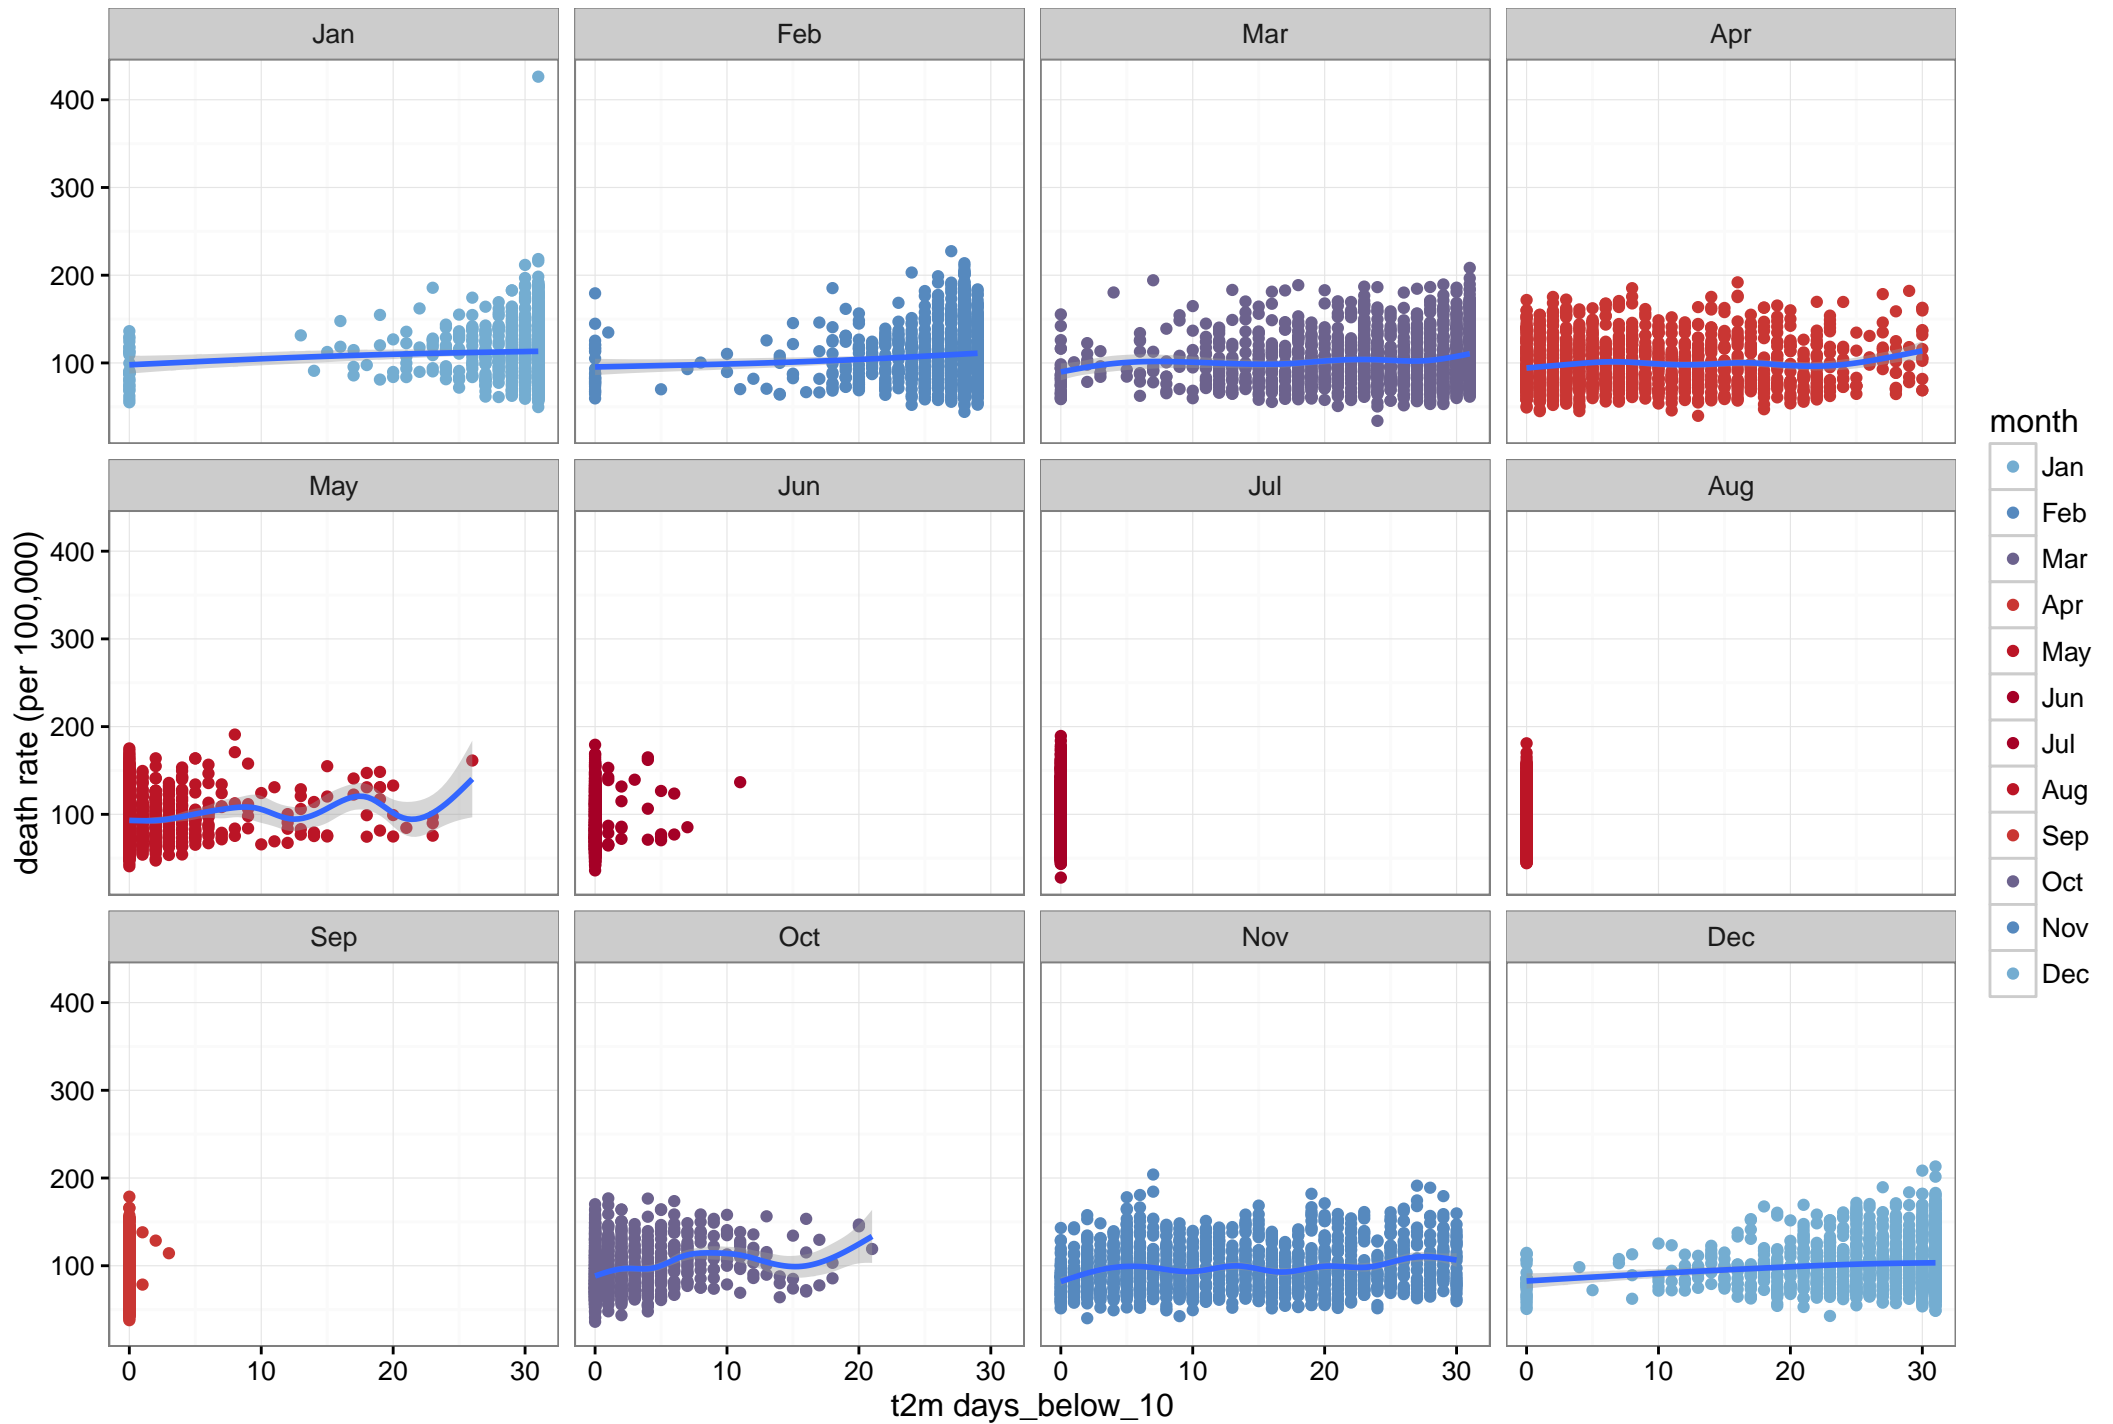 Jan Feb Mar Apr
400
300
200
100
May Jun Jul Aug
400
300
200
100
Sep Oct Nov Dec
400
300
200
100
0 10 20 30 0 10 20 30 0 10 20 30 0 10 20 30
t2m days_below_10
death rate (per 100,000)
month
Jan
Feb
Mar
Apr
May
Jun
Jul
Aug
Sep
Oct
Nov
Dec